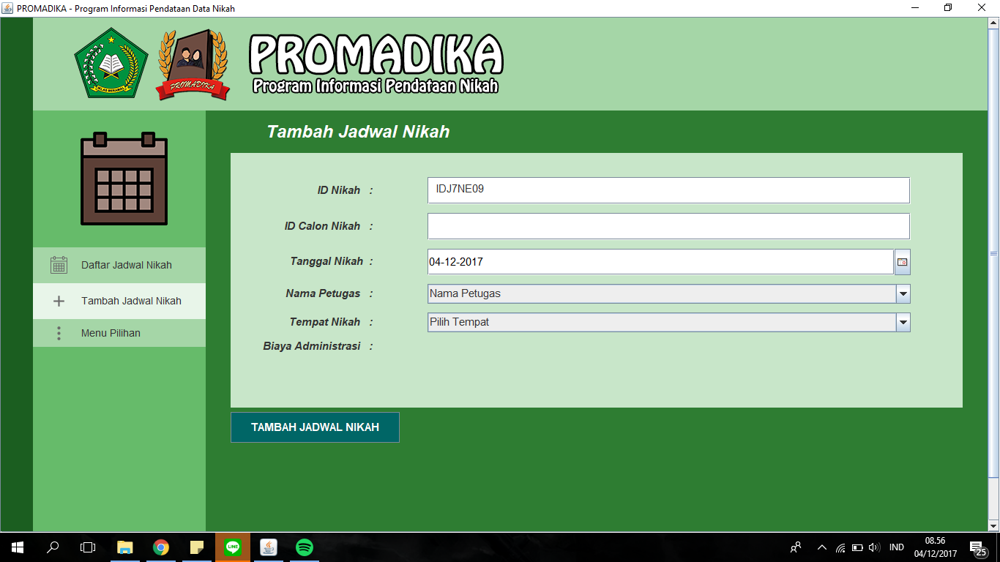 PROMADIKA - Program Informasi Pendataan Data Nikah
PROMADIKA
PROMADIKA
Program Informasi Pendataan Nikah
Tambah Jadwal Nikah
ID Nikah : IDJ7NE09
ID Calon Nikah :
Tanggal Nikah : 04-12-2017
Nama Petugas : Nama Petugas
Tempat Nikah : Pilih Tempat
Biaya Administrasi :
TAMBAH JADWAL NIKAH
Daftar Jadwal Nikah
Tambah Jadwal Nikah
Menu Pilihan
LINE
IND
08.56
04/12/2017
25